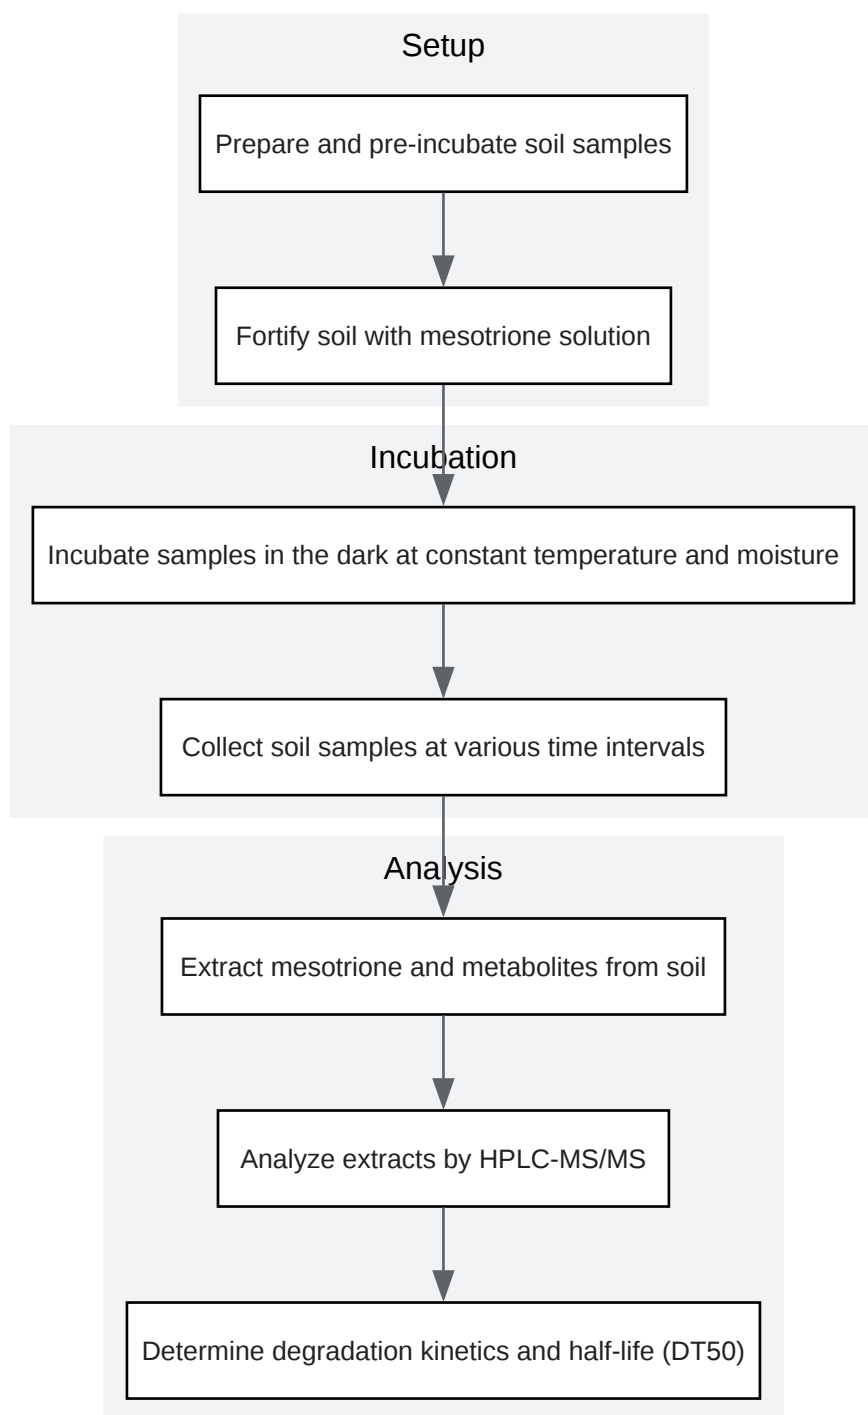 Setup
Prepare and pre-incubate soil samples
Fortify soil with mesotrione solution
Incubation
Incubate samples in the dark at constant temperature and moisture
Collect soil samples at various time intervals
Analysis
Extract mesotrione and metabolites from soil
Analyze extracts by HPLC-MS/MS
Determine degradation kinetics and half-life (DT50)